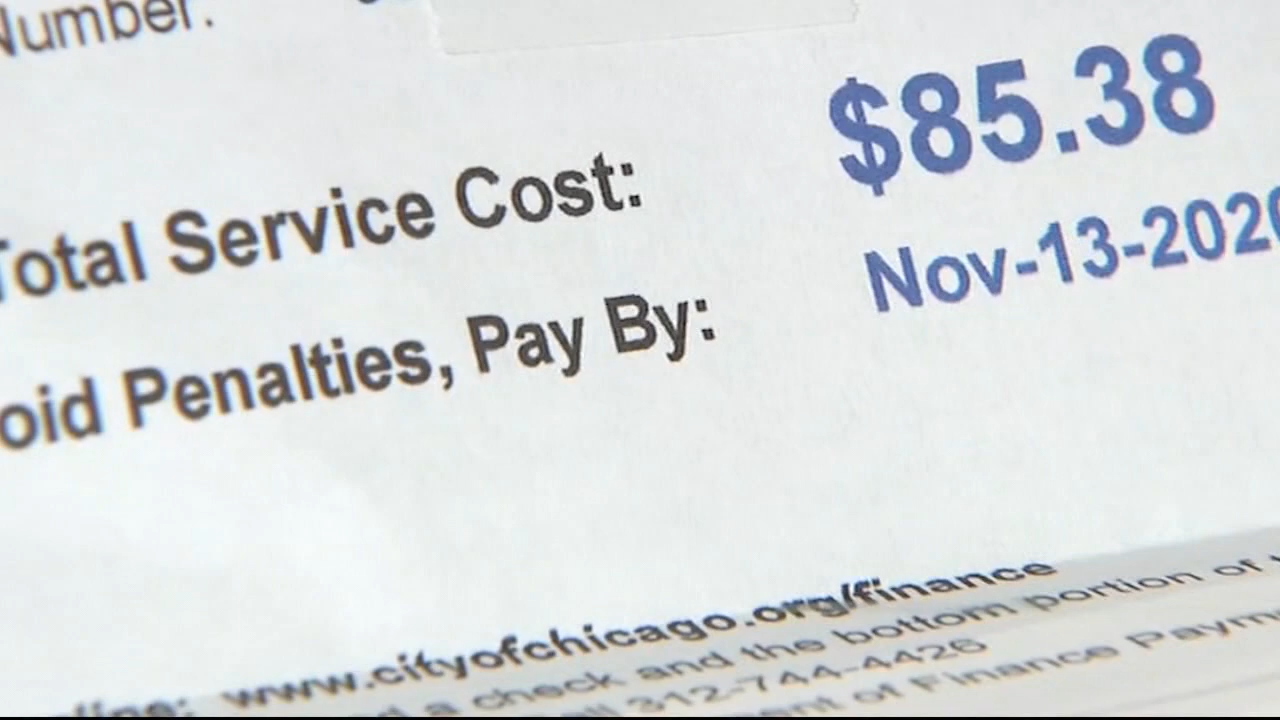 Number:
Total Service Cost: $85.38
oid Penalties, Pay By: Nov-13-2020
www.cityofchicago.org/finance
a check and the bottom portion of
312-744-4426
of Finance Paym